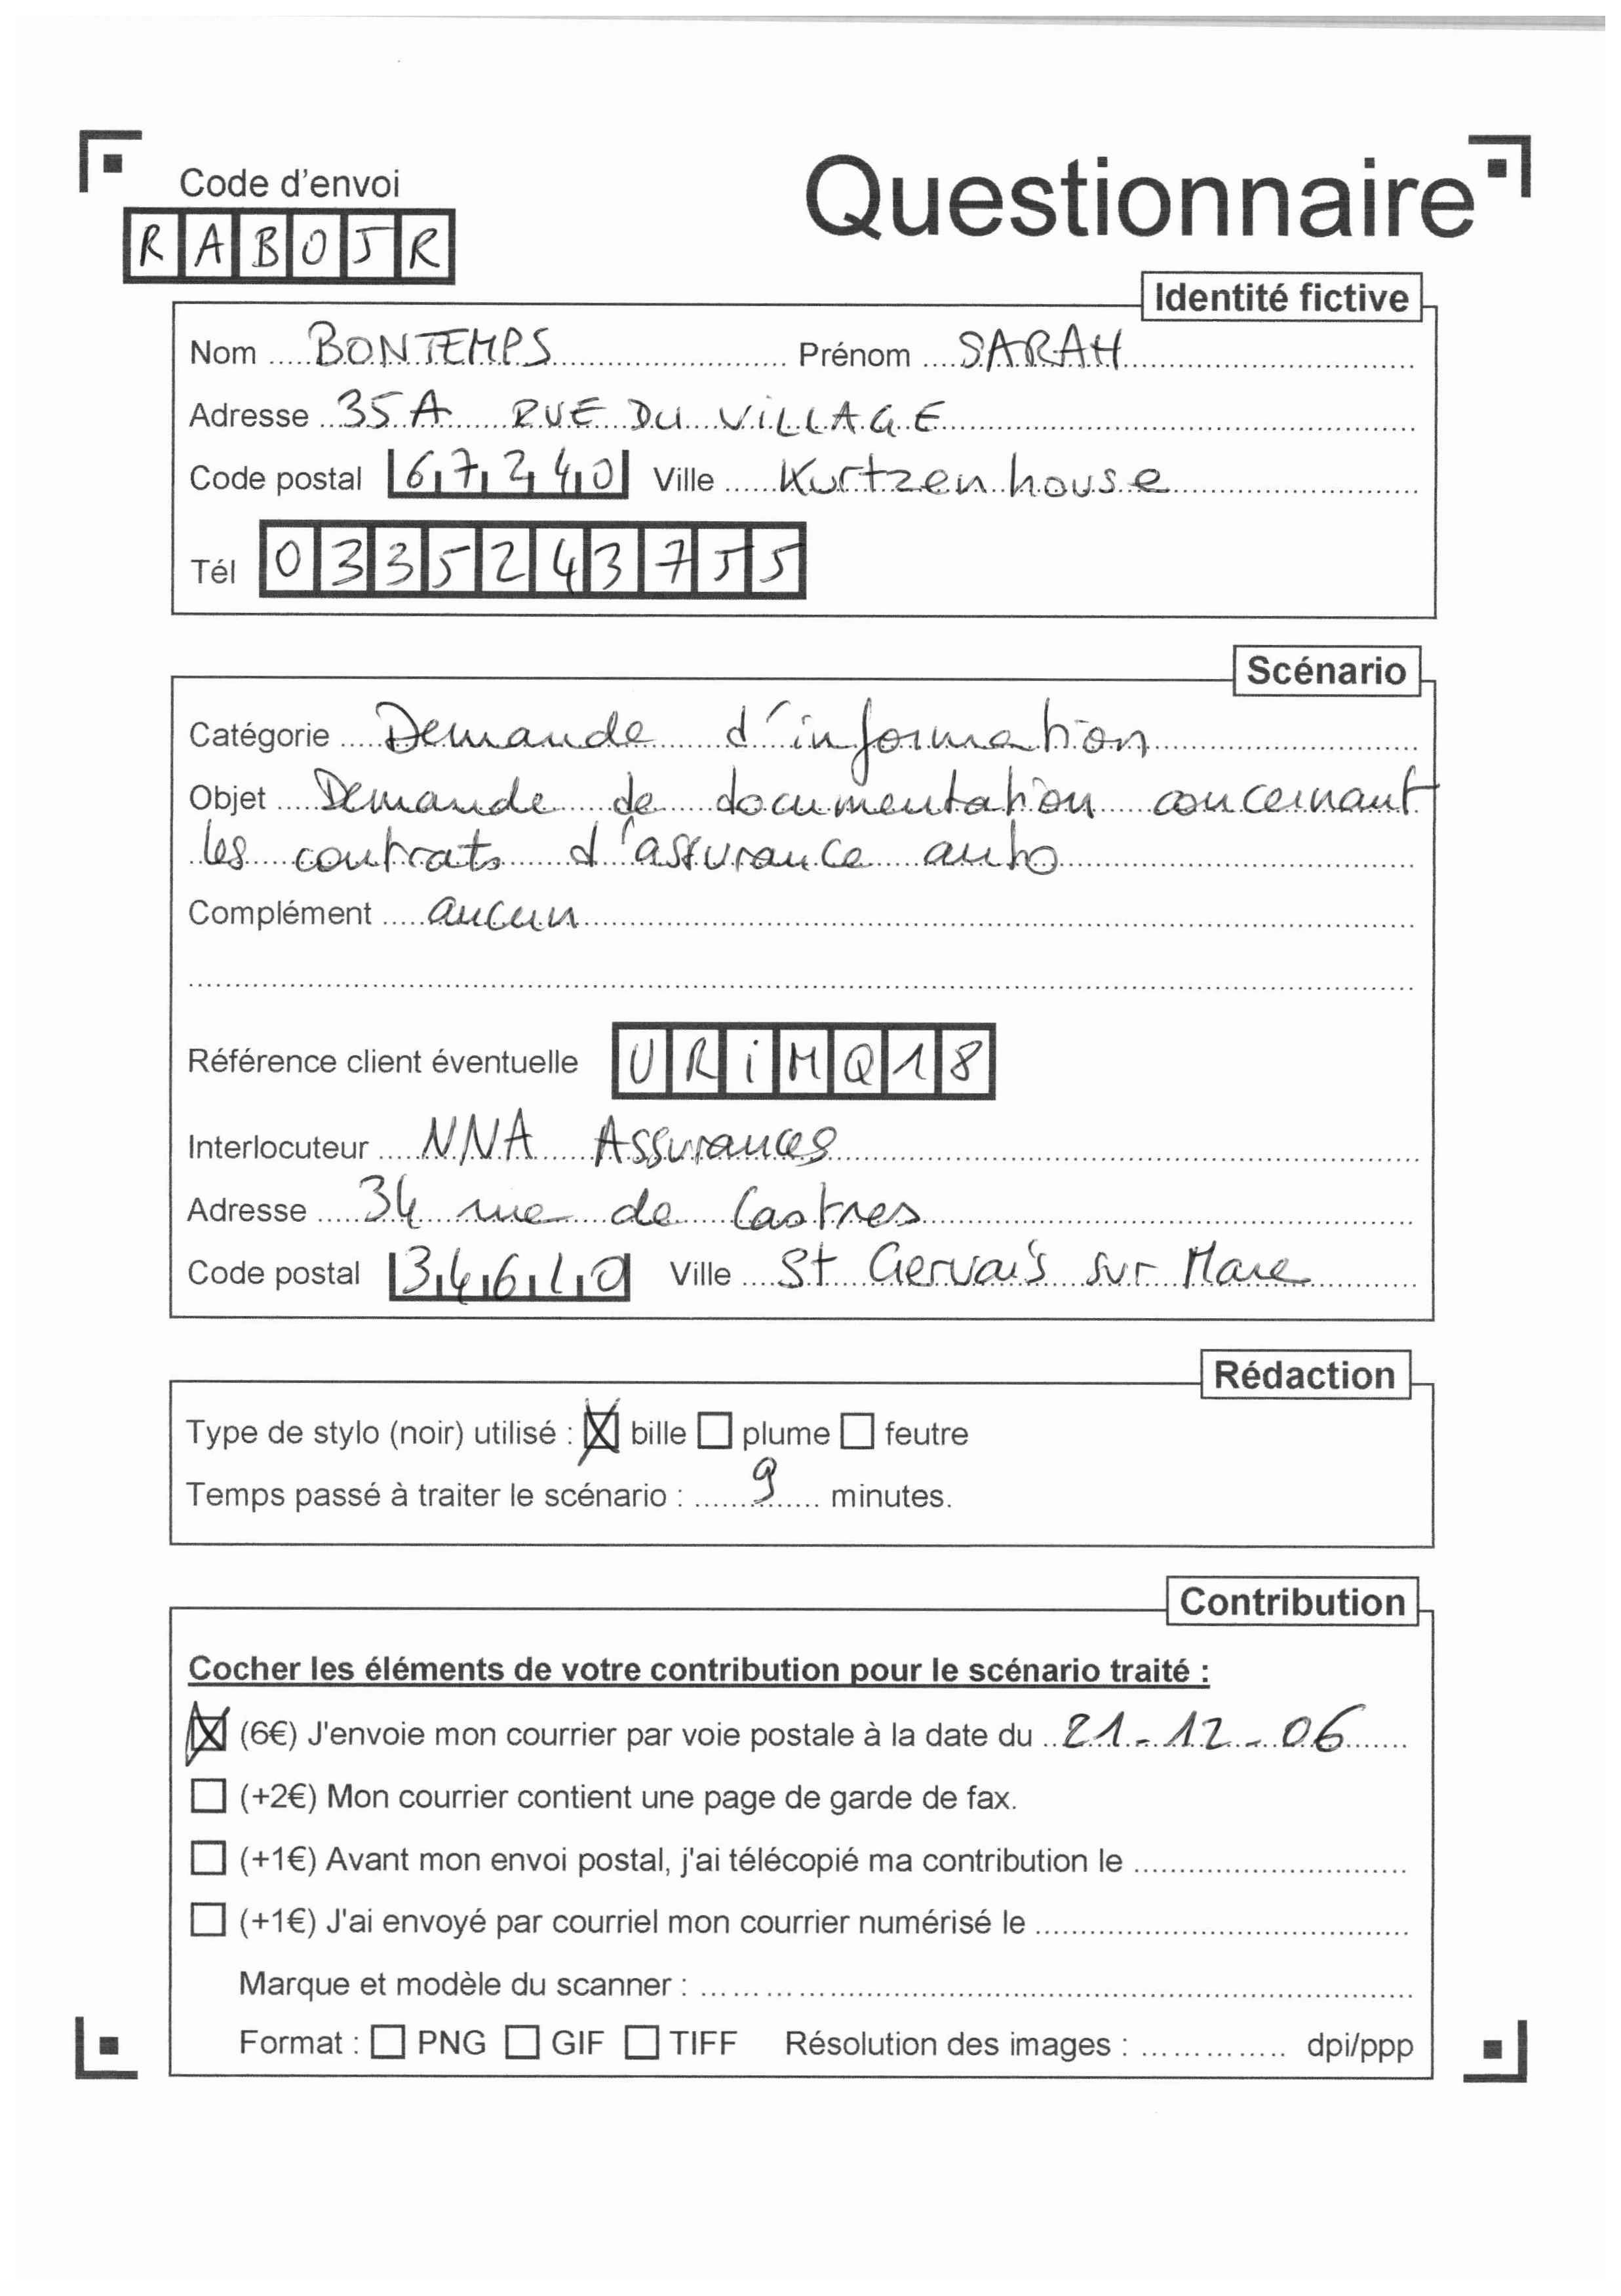 Code d'envoi
Questionnaire
RABO5R
Identité fictive
Nom BONTEMPS Prénom SARAH
Adresse 35A RUE DU VILLAGE
Code postal 67240 Ville Kurtzenhouse
Tél 0335243755
Scénario
Catégorie Demande d'information
Objet Demande de documentation concernant
les contrats d'assurance auto
Complément aucun
Référence client éventuelle URiMQ18
Interlocuteur NNA Assurances
Adresse 34 rue de Castres
Code postal 34610 Ville St Gervais sur Mare
Rédaction
Type de stylo (noir) utilisé : bille plume feutre
Temps passé à traiter le scénario : 9 minutes.
Contribution
Cocher les éléments de votre contribution pour le scénario traité :
(6€) J'envoie mon courrier par voie postale à la date du 21-12-06
(+2€) Mon courrier contient une page de garde de fax.
(+1€) Avant mon envoi postal, j'ai télécopié ma contribution le
(+1€) J'ai envoyé par courriel mon courrier numérisé le
Marque et modèle du scanner :
Format : PNG GIF TIFF Résolution des images : dpi/ppp